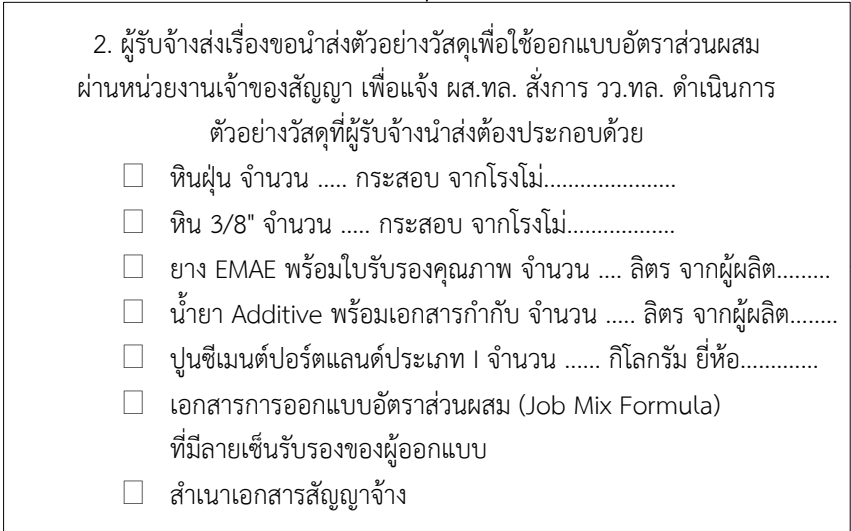 2. ผู้รับจ้างส่งเรื่องขอนำส่งตัวอย่างวัสดุเพื่อใช้ออกแบบอัตราส่วนผสม
ผ่านหน่วยงานเจ้าของสัญญา เพื่อแจ้ง ผส.ทล. สั่งการ วว.ทล. ดำเนินการ
ตัวอย่างวัสดุที่ผู้รับจ้างนำส่งต้องประกอบด้วย
☐ หินฝุ่น จำนวน ..... กระสอบ จากโรงโม่......................
☐ หิน 3/8" จำนวน ..... กระสอบ จากโรงโม่..................
☐ ยาง EMAE พร้อมใบรับรองคุณภาพ จำนวน .... ลิตร จากผู้ผลิต.........
☐ น้ำยา Additive พร้อมเอกสารกำกับ จำนวน ..... ลิตร จากผู้ผลิต........
☐ ปูนซีเมนต์ปอร์ตแลนด์ประเภท I จำนวน ...... กิโลกรัม ยี่ห้อ.............
☐ เอกสารการออกแบบอัตราส่วนผสม (Job Mix Formula)
ที่มีลายเซ็นรับรองของผู้ออกแบบ
☐ สำเนาเอกสารสัญญาจ้าง